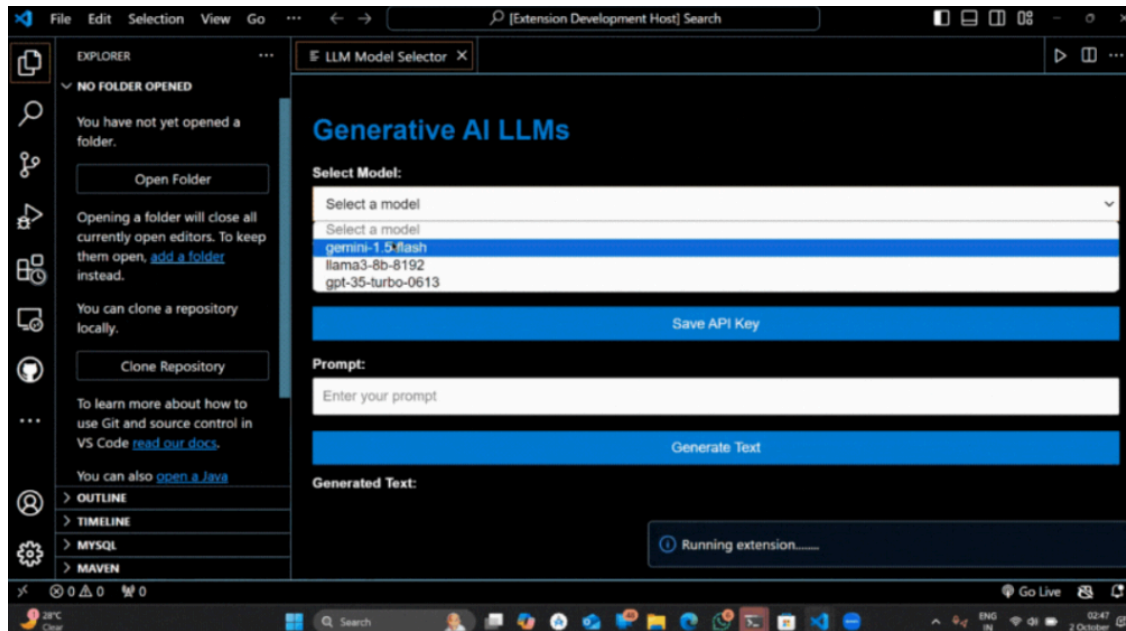 File Edit Selection View Go ··· [Extension Development Host] Search
EXPLORER ···
LLM Model Selector
NO FOLDER OPENED
You have not yet opened a
folder.
Open Folder
Opening a folder will close all
currently open editors. To keep
them open, add a folder
instead.
You can clone a repository
locally.
Clone Repository
To learn more about how to
use Git and source control in
VS Code read our docs.
You can also open a Java
OUTLINE
TIMELINE
MYSQL
MAVEN
Generative AI LLMs
Select Model:
Select a model
Select a model
gemini-1.5-flash
llama3-8b-8192
gpt-35-turbo-0613
Save API Key
Prompt:
Enter your prompt
Generate Text
Generated Text:
Running extension.......
0 0 0 Go Live
28°C
Clear
Search
ENG
IN
02:47
2 October